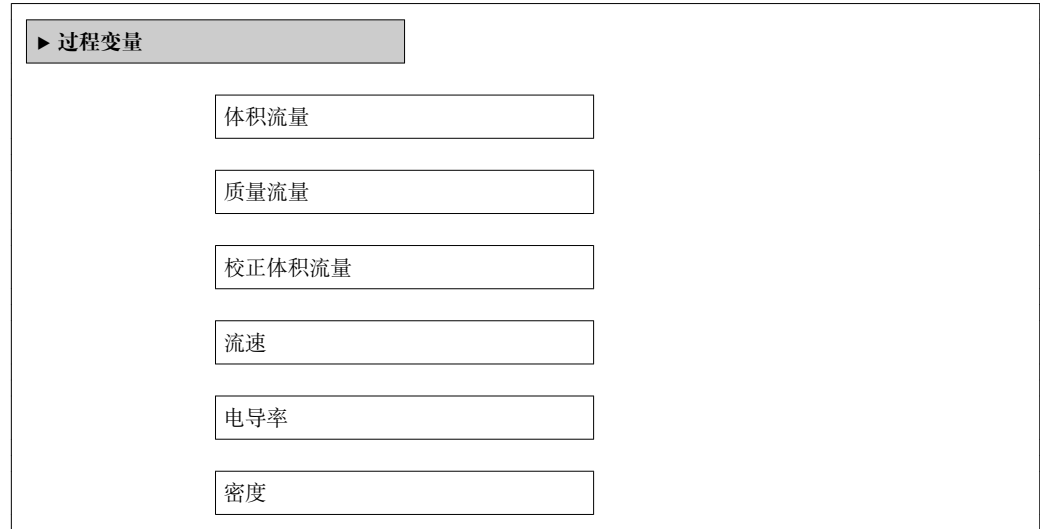 ▶ 过程变量
体积流量
质量流量
校正体积流量
流速
电导率
密度